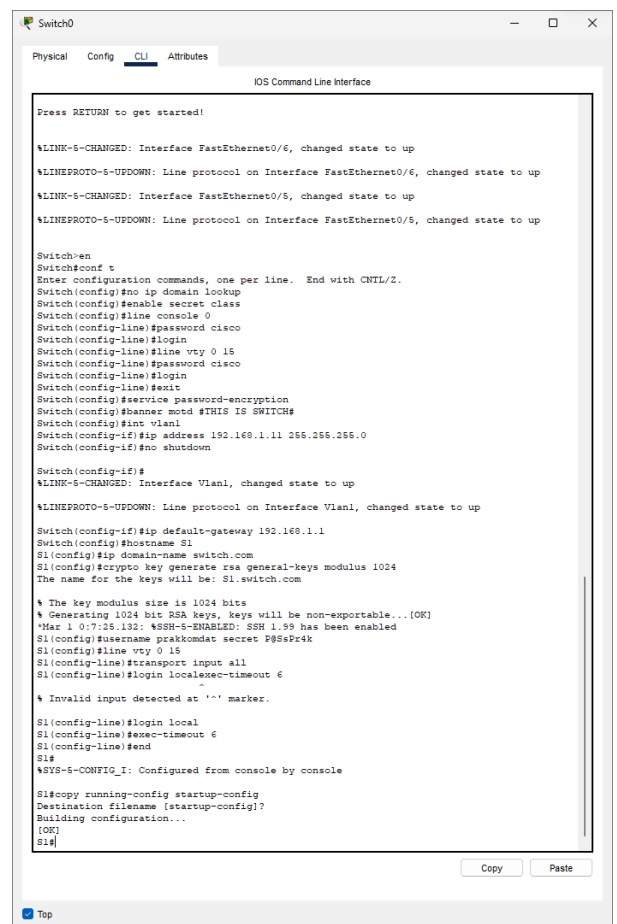 Switch0
Physical Config CLI Attributes
IOS Command Line Interface
Press RETURN to get started!
%LINK-5-CHANGED: Interface FastEthernet0/6, changed state to up
%LINEPROTO-5-UPDOWN: Line protocol on Interface FastEthernet0/6, changed state to up
%LINK-5-CHANGED: Interface FastEthernet0/5, changed state to up
%LINEPROTO-5-UPDOWN: Line protocol on Interface FastEthernet0/5, changed state to up
Switch>en
Switch#conf t
Enter configuration commands, one per line.  End with CNTL/Z.
Switch(config)#no ip domain lookup
Switch(config)#enable secret class
Switch(config)#line console 0
Switch(config-line)#password cisco
Switch(config-line)#login
Switch(config-line)#line vty 0 15
Switch(config-line)#password cisco
Switch(config-line)#login
Switch(config-line)#exit
Switch(config)#service password-encryption
Switch(config)#banner motd #THIS IS SWITCH#
Switch(config)#int vlan1
Switch(config-if)#ip address 192.168.1.11 255.255.255.0
Switch(config-if)#no shutdown
Switch(config-if)#
%LINK-5-CHANGED: Interface Vlan1, changed state to up
%LINEPROTO-5-UPDOWN: Line protocol on Interface Vlan1, changed state to up
Switch(config-if)#ip default-gateway 192.168.1.1
Switch(config)#hostname S1
S1(config)#ip domain-name switch.com
S1(config)#crypto key generate rsa general-keys modulus 1024
The name for the keys will be: S1.switch.com
% The key modulus size is 1024 bits
% Generating 1024 bit RSA keys, keys will be non-exportable...[OK]
*Mar 1 0:7:25.132: %SSH-5-ENABLED: SSH 1.99 has been enabled
S1(config)#username prakkomdat secret P@SsPr4k
S1(config)#line vty 0 15
S1(config-line)#transport input all
S1(config-line)#login localexec-timeout 6
^
% Invalid input detected at '^' marker.
S1(config-line)#login local
S1(config-line)#exec-timeout 6
S1(config-line)#end
S1#
%SYS-5-CONFIG_I: Configured from console by console
S1#copy running-config startup-config
Destination filename [startup-config]?
Building configuration...
[OK]
S1#
Copy Paste
Top